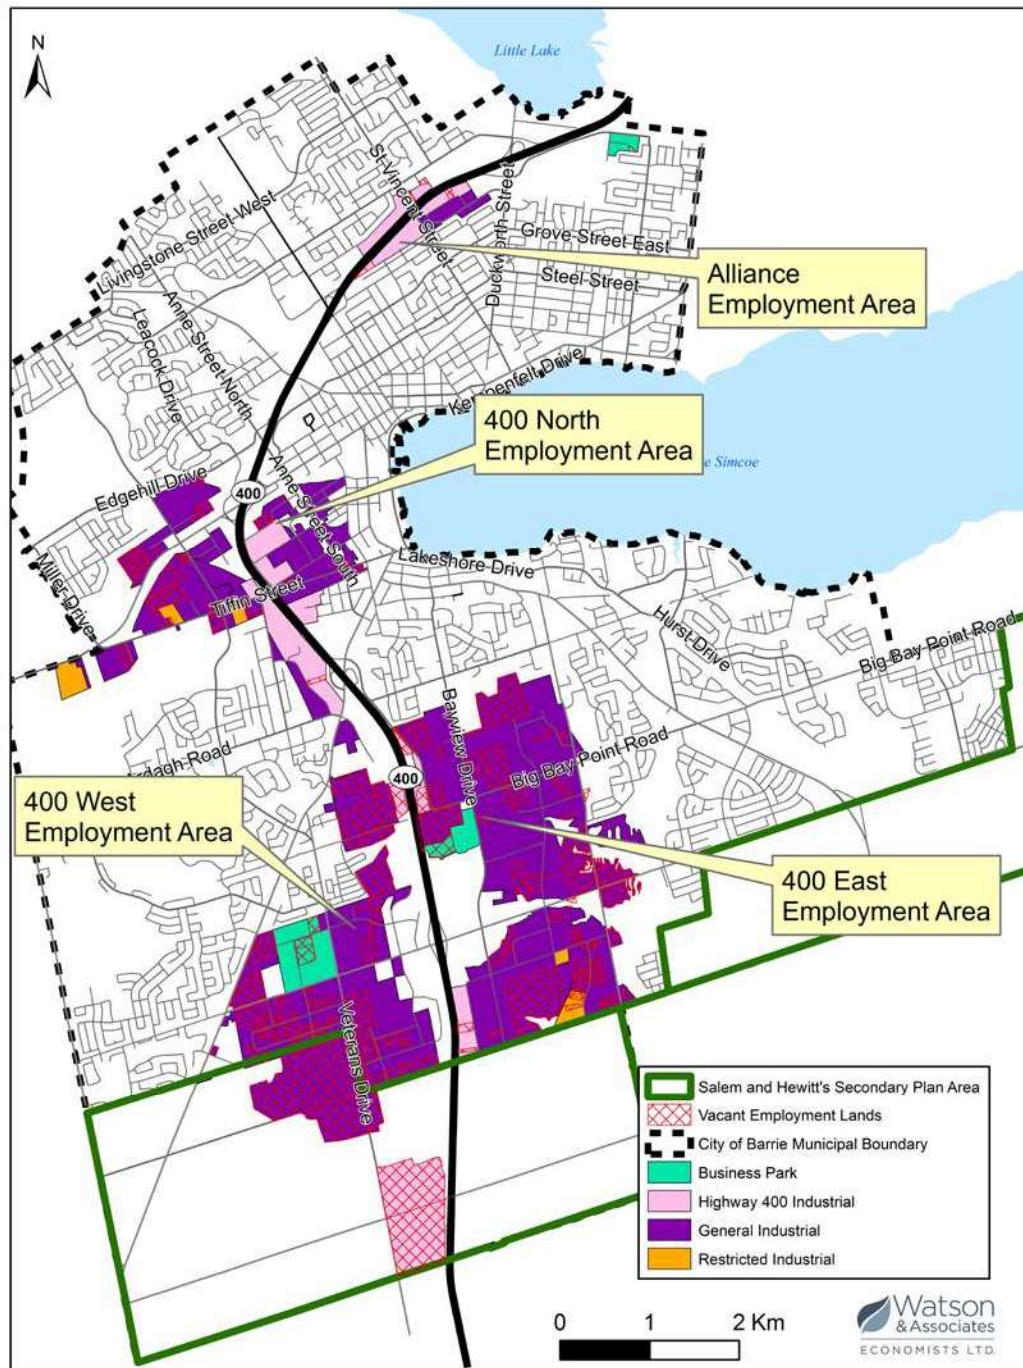 N
Little Lake
St Vincent Street
Livingstone Street West
Duckworth Street
Grove Street East
Steel Street
Alliance
Employment Area
Anne Street North
Leacock Drive
Kempenfelt Drive
400 North
Employment Area
e Simcoe
Edgehill Drive
400
Anne Street South
Lakeshore Drive
Miller Drive
Tiffin Street
Hurst Drive
Big Bay Point Road
Bayview Drive
Big Bay Point Road
rdagh Road
400
400 West
Employment Area
400 East
Employment Area
Veterans Drive
Salem and Hewitt's Secondary Plan Area
Vacant Employment Lands
City of Barrie Municipal Boundary
Business Park
Highway 400 Industrial
General Industrial
Restricted Industrial
0 1 2 Km
Watson
& Associates
ECONOMISTS LTD.